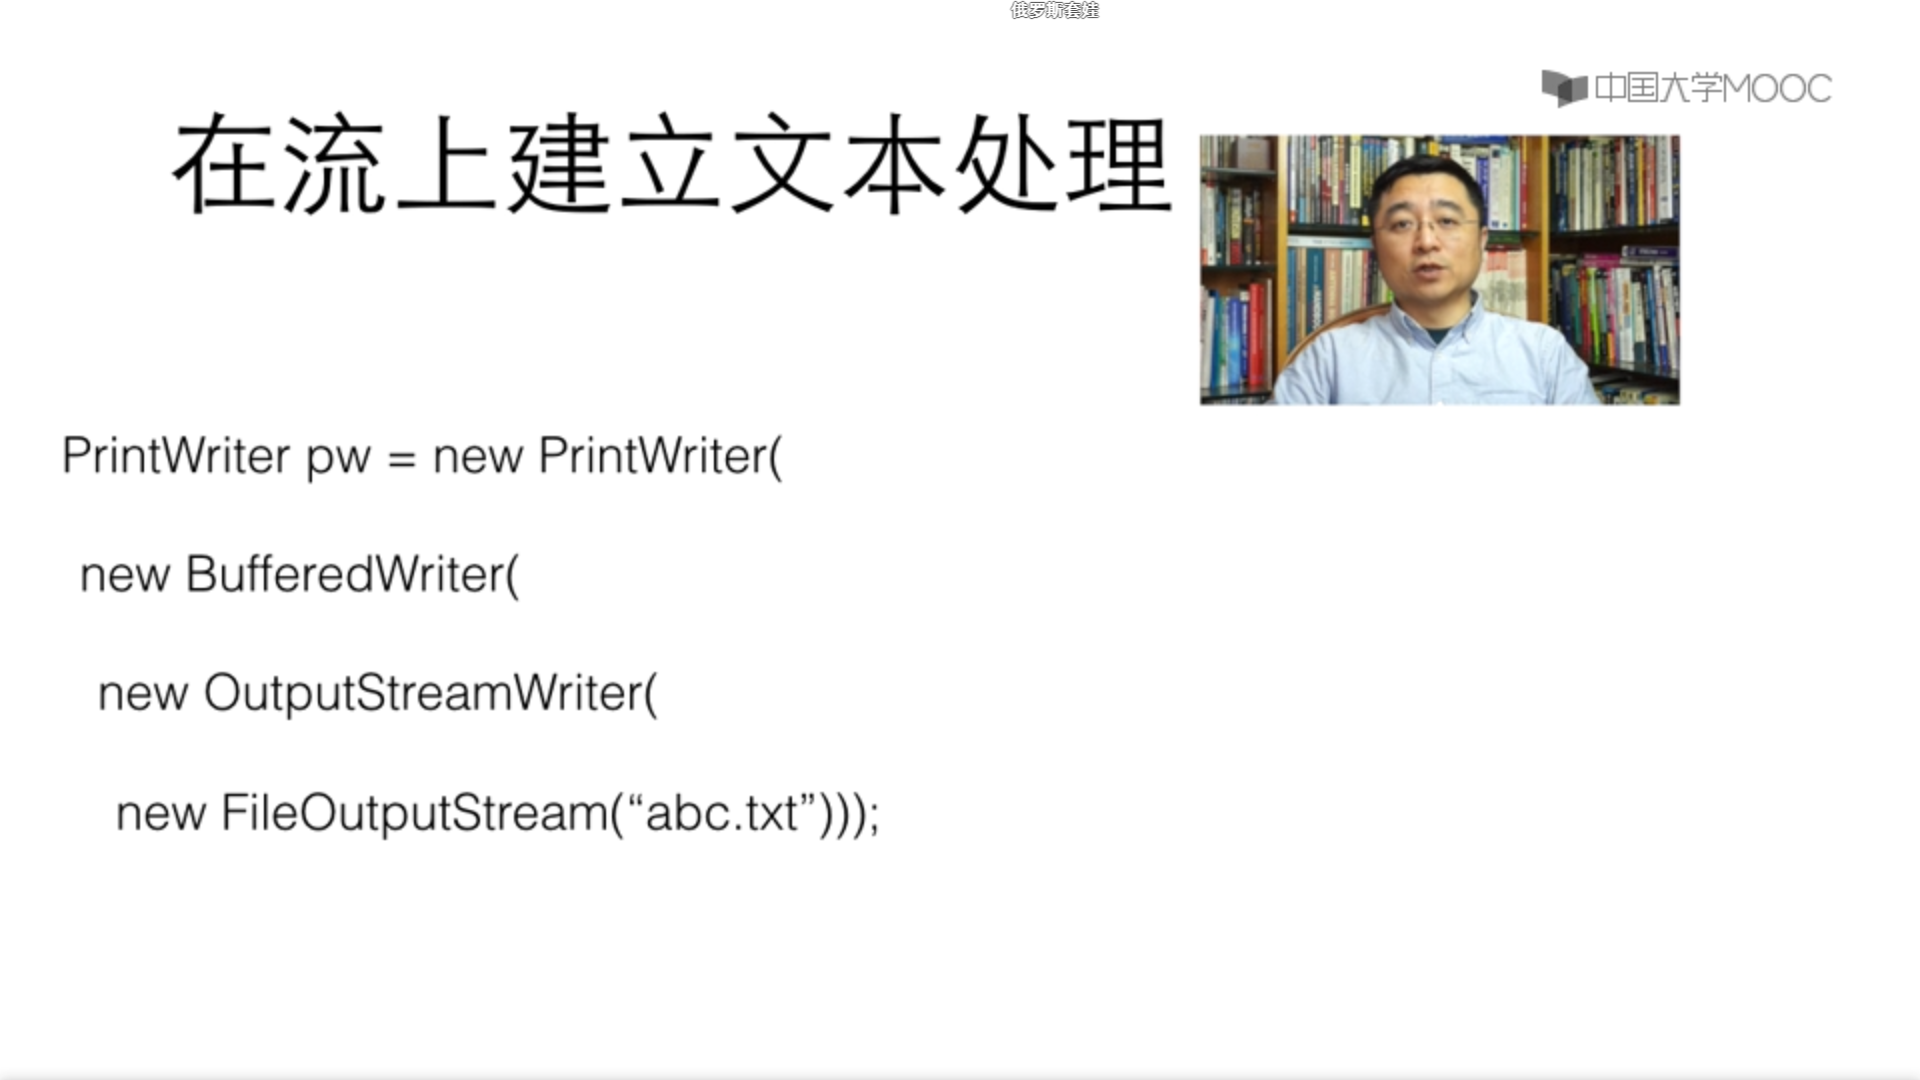 俄罗斯套娃
中国大学MOOC
在流上建立文本处理
PrintWriter pw = new PrintWriter(
new BufferedWriter(
new OutputStreamWriter(
new FileOutputStream(“abc.txt”)));